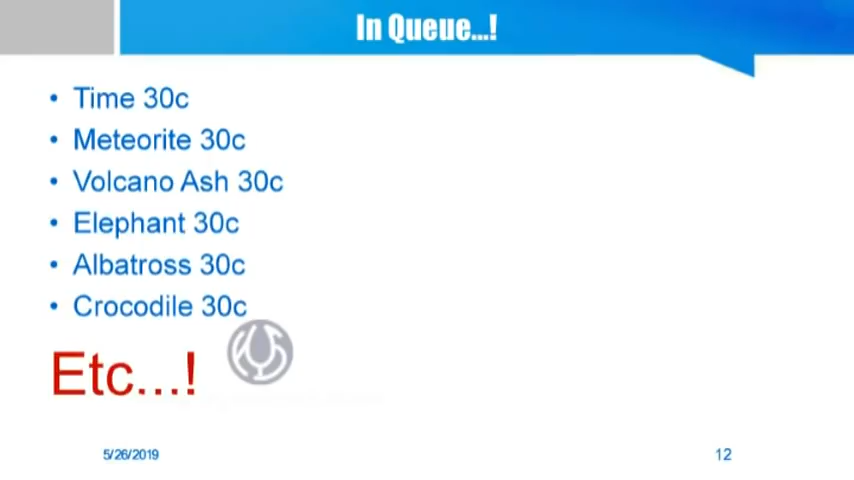 In Queue...!
• Time 30c
• Meteorite 30c
• Volcano Ash 30c
• Elephant 30c
• Albatross 30c
• Crocodile 30c
Etc...!
5/26/2019
12